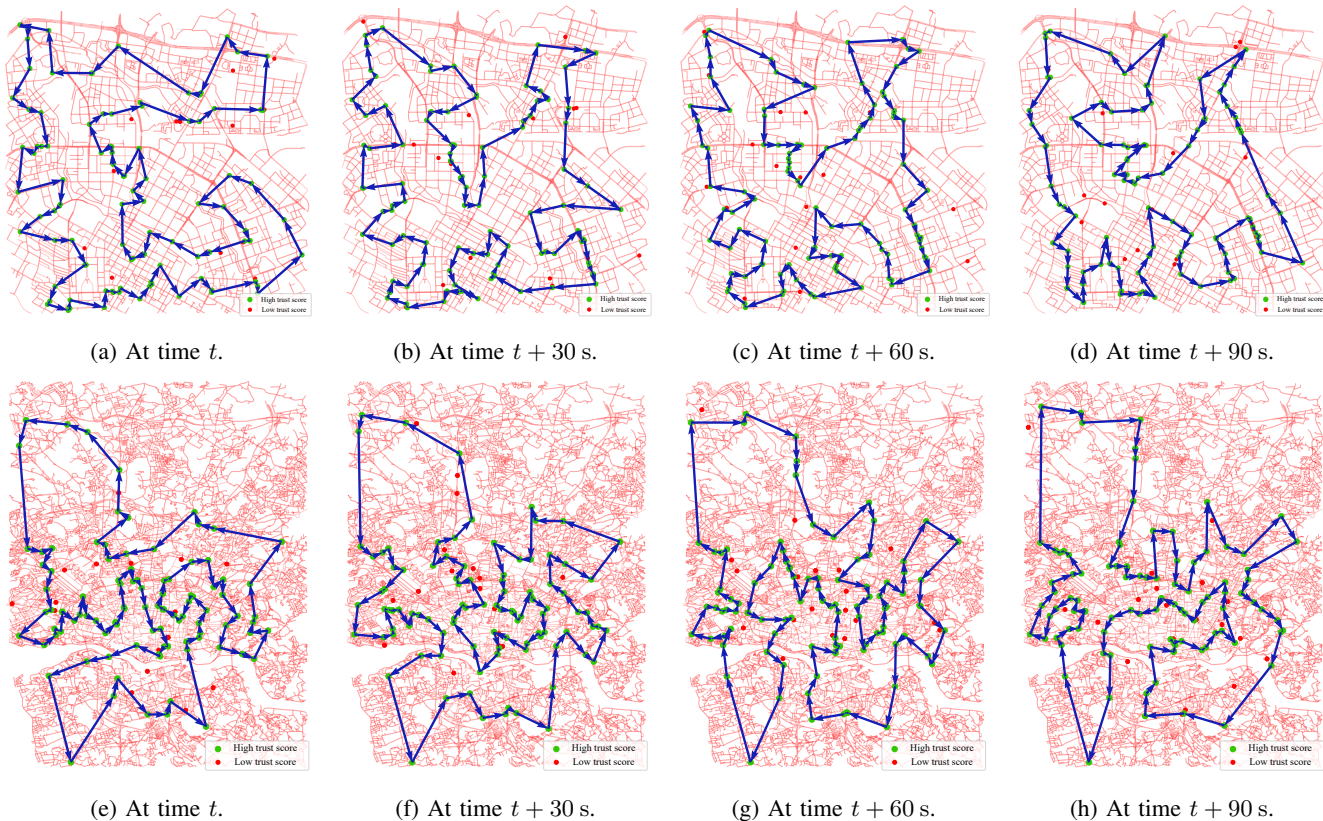 High trust score
Low trust score
High trust score
Low trust score
High trust score
Low trust score
High trust score
Low trust score
(a) At time t.
(b) At time t + 30 s.
(c) At time t + 60 s.
(d) At time t + 90 s.
High trust score
Low trust score
High trust score
Low trust score
High trust score
Low trust score
High trust score
Low trust score
(e) At time t.
(f) At time t + 30 s.
(g) At time t + 60 s.
(h) At time t + 90 s.